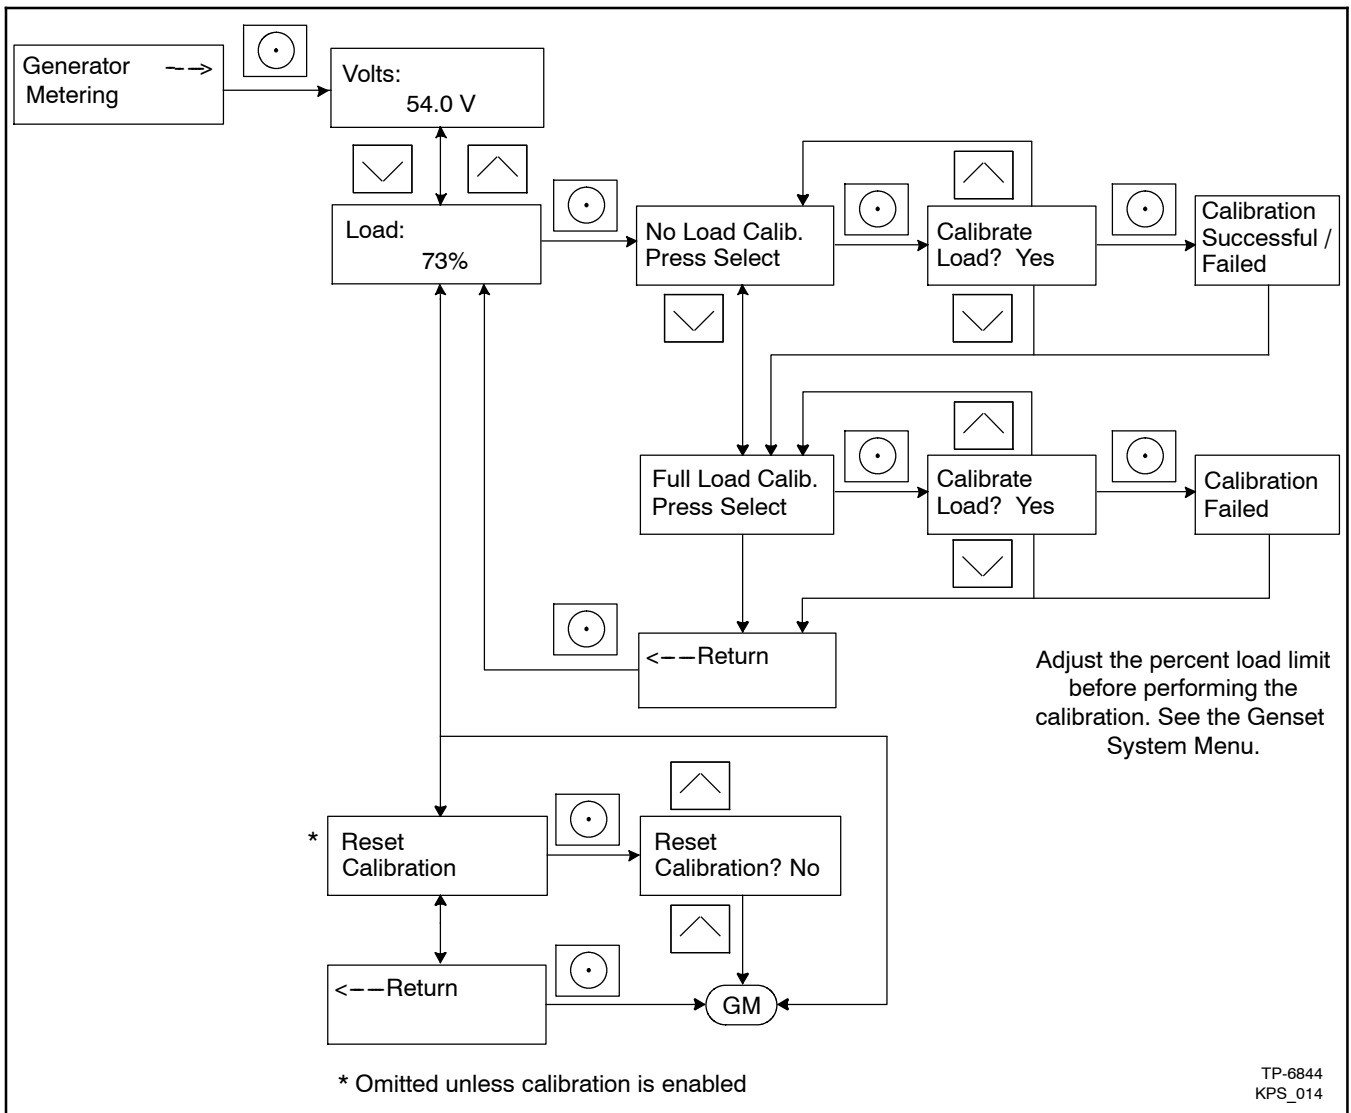 Generator －－->
Metering
Volts:
54.0 V
Load:
73%
No Load Calib.
Press Select
Calibrate
Load? Yes
Calibration
Successful /
Failed
Full Load Calib.
Press Select
Calibrate
Load? Yes
Calibration
Failed
<－－Return
Adjust the percent load limit
before performing the
calibration. See the Genset
System Menu.
* Reset
Calibration
Reset
Calibration? No
<－－Return
GM
* Omitted unless calibration is enabled
TP-6844
KPS_014